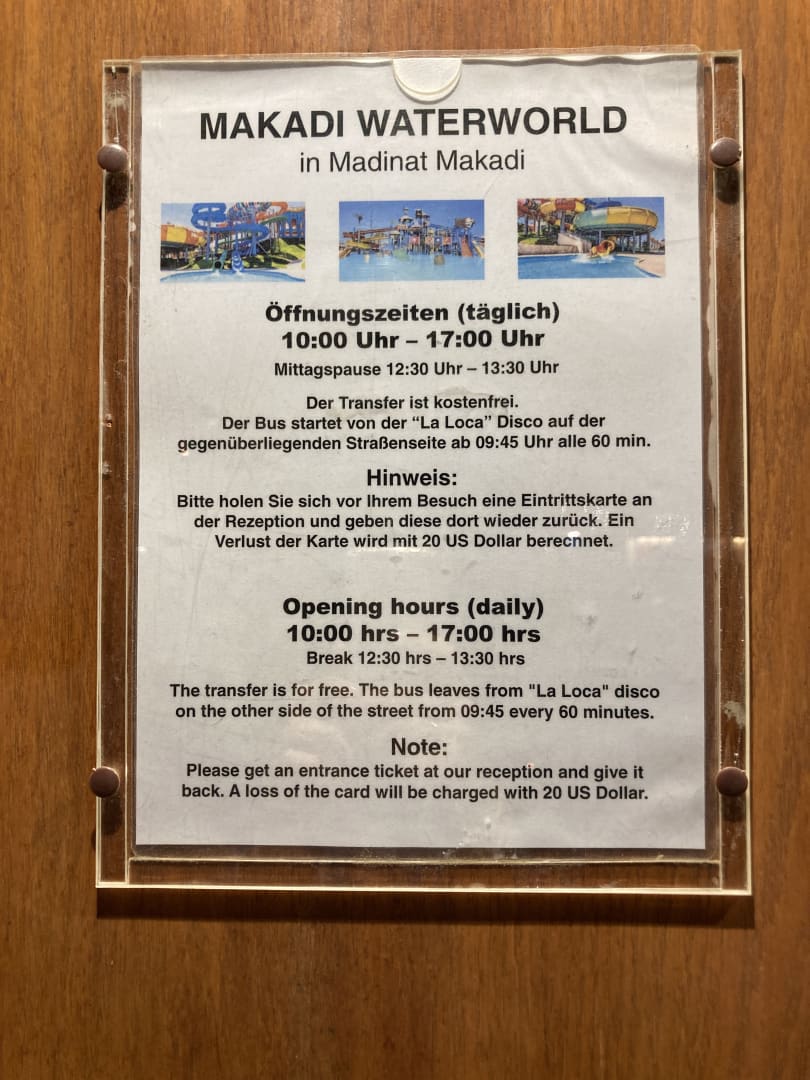 MAKADI WATERWORLD
in Madinat Makadi
Öffnungszeiten (täglich)
10:00 Uhr – 17:00 Uhr
Mittagspause 12:30 Uhr – 13:30 Uhr
Der Transfer ist kostenfrei.
Der Bus startet von der “La Loca” Disco auf der
gegenüberliegenden Straßenseite ab 09:45 Uhr alle 60 min.
Hinweis:
Bitte holen Sie sich vor Ihrem Besuch eine Eintrittskarte an
der Rezeption und geben diese dort wieder zurück. Ein
Verlust der Karte wird mit 20 US Dollar berechnet.
Opening hours (daily)
10:00 hrs – 17:00 hrs
Break 12:30 hrs – 13:30 hrs
The transfer is for free. The bus leaves from "La Loca" disco
on the other side of the street from 09:45 every 60 minutes.
Note:
Please get an entrance ticket at our reception and give it
back. A loss of the card will be charged with 20 US Dollar.